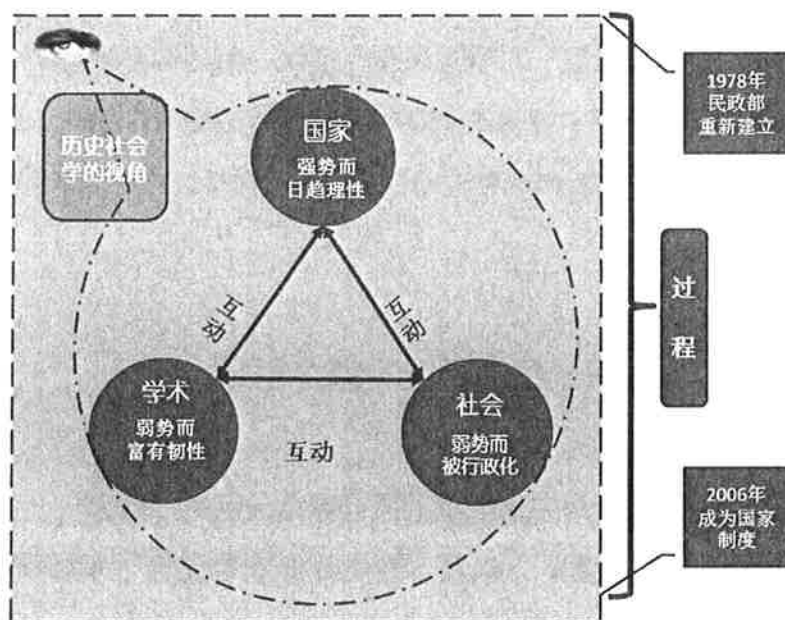 历史社会
学的视角
国家
强势而
日趋理性
互动
互动
学术
弱势而
富有韧性
互动
社会
弱势而
被行政化
1978年
民政部
重新建立
过
程
2006年
成为国家
制度